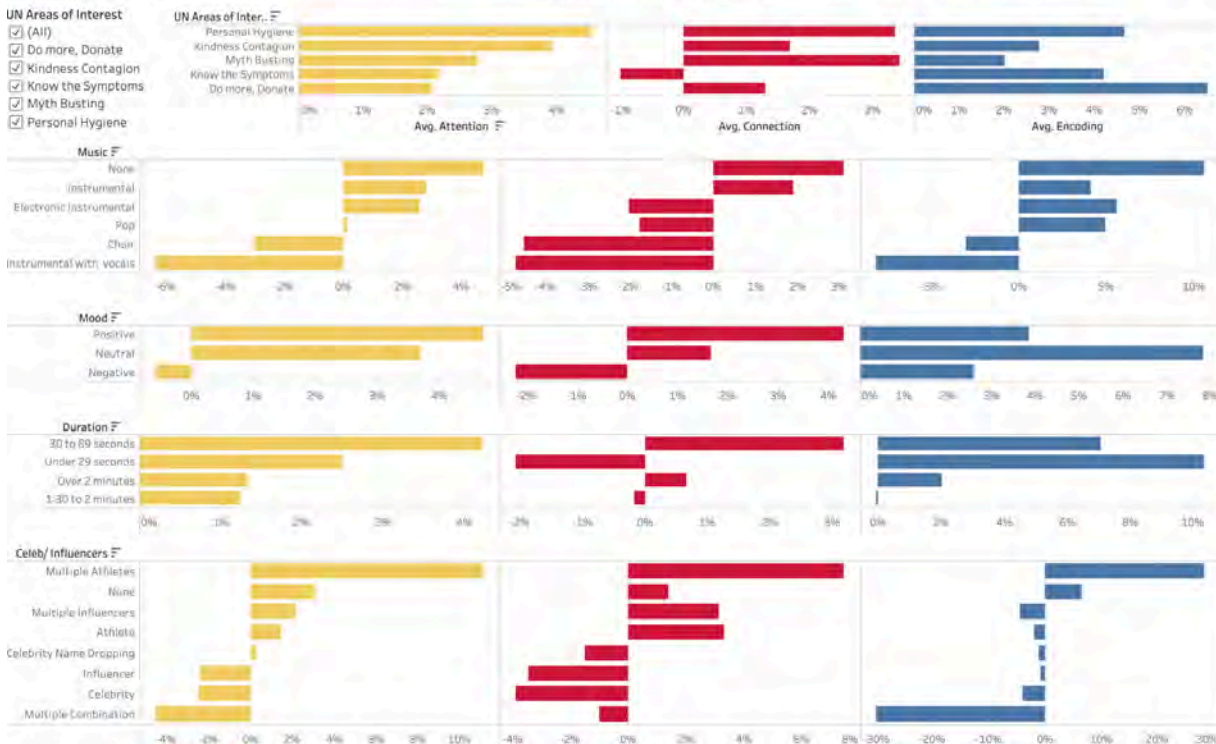 UN Areas of Interest
(All)
Do more, Donate
Kindness Contagion
Know the Symptoms
Myth Busting
Personal Hygiene
UN Areas of Inter..
Personal Hygiene
Kindness Contagion
Myth Busting
Know the Symptoms
Do more, Donate
0% 1% 2% 3% 4% -1% 0% 1% 2% 3% 0% 1% 2% 3% 4% 5% 6%
Avg. Attention Avg. Connection Avg. Encoding
Music
None
Instrumental
Electronic Instrumental
Pop
Choir
Instrumental with vocals
-6% -4% -2% 0% 2% 4% -5% -4% -3% -2% -1% 0% 1% 2% 3% -5% 0% 5% 10%
Mood
Positive
Neutral
Negative
0% 1% 2% 3% 4% -2% -1% 0% 1% 2% 3% 4% 0% 1% 2% 3% 4% 5% 6% 7% 8%
Duration
30 to 89 seconds
Under 29 seconds
Over 2 minutes
1:30 to 2 minutes
0% 1% 2% 3% 4% -2% -1% 0% 1% 2% 3% 0% 2% 4% 6% 8% 10%
Celeb/ Influencers
Multiple Athletes
None
Multiple Influencers
Athlete
Celebrity Name Dropping
Influencer
Celebrity
Multiple Combination
-4% -2% 0% 2% 4% 6% 8% 10% -4% -2% 0% 2% 4% 6% 8% -30% -20% -10% 0% 10% 20% 30%